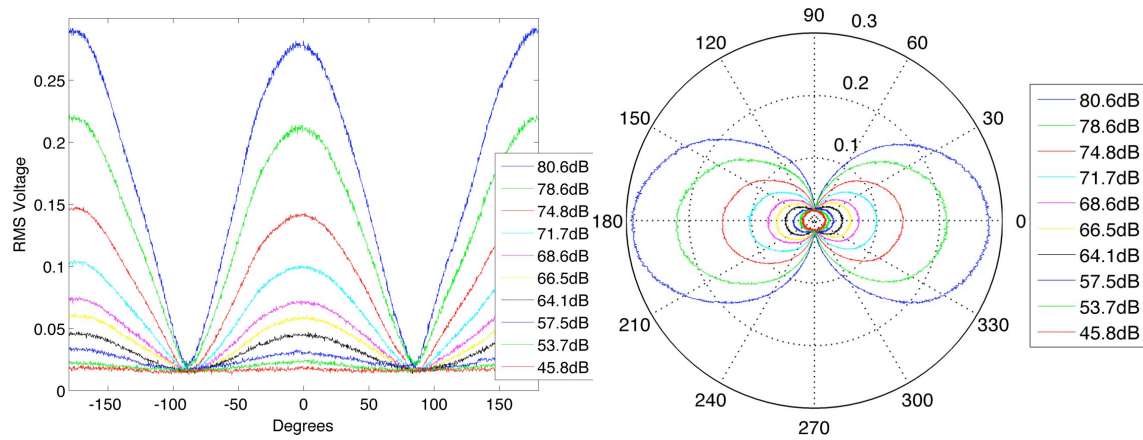 0.25
0.2
0.15
0.1
0.05
0
RMS Voltage
-150 -100 -50 0 50 100 150
Degrees
80.6dB
78.6dB
74.8dB
71.7dB
68.6dB
66.5dB
64.1dB
57.5dB
53.7dB
45.8dB
90
0.3
120
60
0.2
150
30
0.1
180
0
210
330
240
300
270
80.6dB
78.6dB
74.8dB
71.7dB
68.6dB
66.5dB
64.1dB
57.5dB
53.7dB
45.8dB